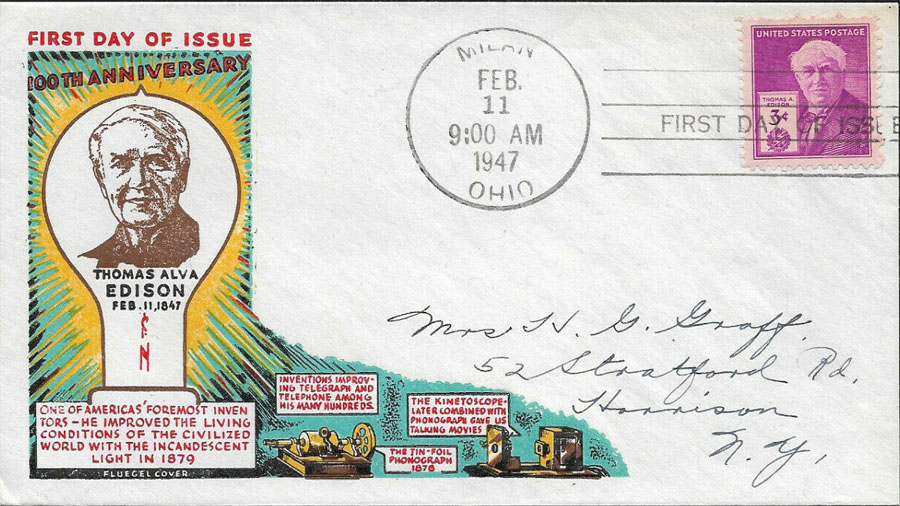 FIRST DAY OF ISSUE
100TH ANNIVERSARY
THOMAS ALVA
EDISON
FEB. 11, 1847
ONE OF AMERICAS' FOREMOST INVEN
TORS - HE IMPROVED THE LIVING
CONDITIONS OF THE CIVILIZED
WORLD WITH THE INCANDESCENT
LIGHT IN 1879
FLUEGEL COVER
INVENTIONS IMPROV-
ING TELEGRAPH AND
TELEPHONE AMONG
HIS MANY HUNDREDS.
THE TIN-FOIL
PHONOGRAPH
1878
THE KINETOSCOPE-
LATER COMBINED WITH
PHONOGRAPH GAVE US
TALKING MOVIES
MILAN
FEB.
11
9:00 AM
1947
OHIO
UNITED STATES POSTAGE
THOMAS A.
EDISON
3¢
FIRST DAY OF ISSUE
Mrs H. G. Graff.
52 Stratford Rd.
Harrison
N. Y.